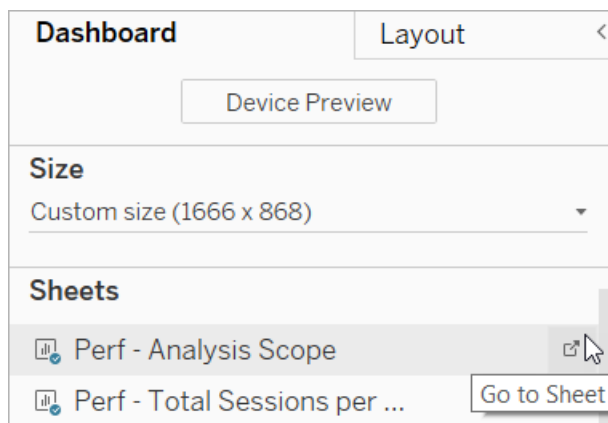 Dashboard
Layout
Device Preview
Size
Custom size (1666 x 868)
Sheets
Perf - Analysis Scope
Perf - Total Sessions per ...
Go to Sheet